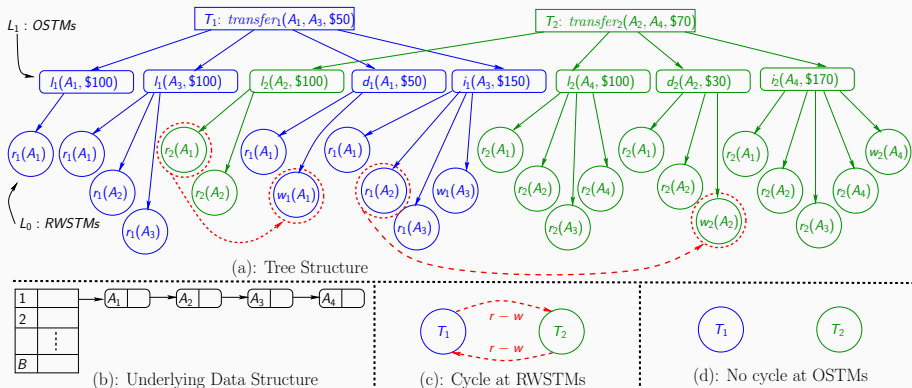 L₁ : OSTMs
T₁: transfer₁(A₁, A₃, $50)
T₂: transfer₂(A₂, A₄, $70)
l₁(A₁, $100)
l₁(A₃, $100)
l₂(A₂, $100)
d₁(A₁, $50)
i₁(A₃, $150)
l₂(A₄, $100)
d₂(A₂, $30)
i₂(A₄, $170)
r₁(A₁)
r₁(A₁)
r₁(A₂)
r₁(A₃)
r₂(A₁)
r₂(A₂)
r₁(A₁)
w₁(A₁)
r₁(A₁)
r₁(A₂)
r₁(A₃)
w₁(A₃)
r₂(A₁)
r₂(A₂)
r₂(A₃)
r₂(A₄)
r₂(A₁)
r₂(A₂)
w₂(A₂)
r₂(A₁)
r₂(A₂)
r₂(A₃)
r₂(A₄)
w₂(A₄)
L₀ : RWSTMs
(a): Tree Structure
1
2
B
A₁
A₂
A₃
A₄
(b): Underlying Data Structure
T₁
r − w
r − w
T₂
(c): Cycle at RWSTMs
T₁
T₂
(d): No cycle at OSTMs